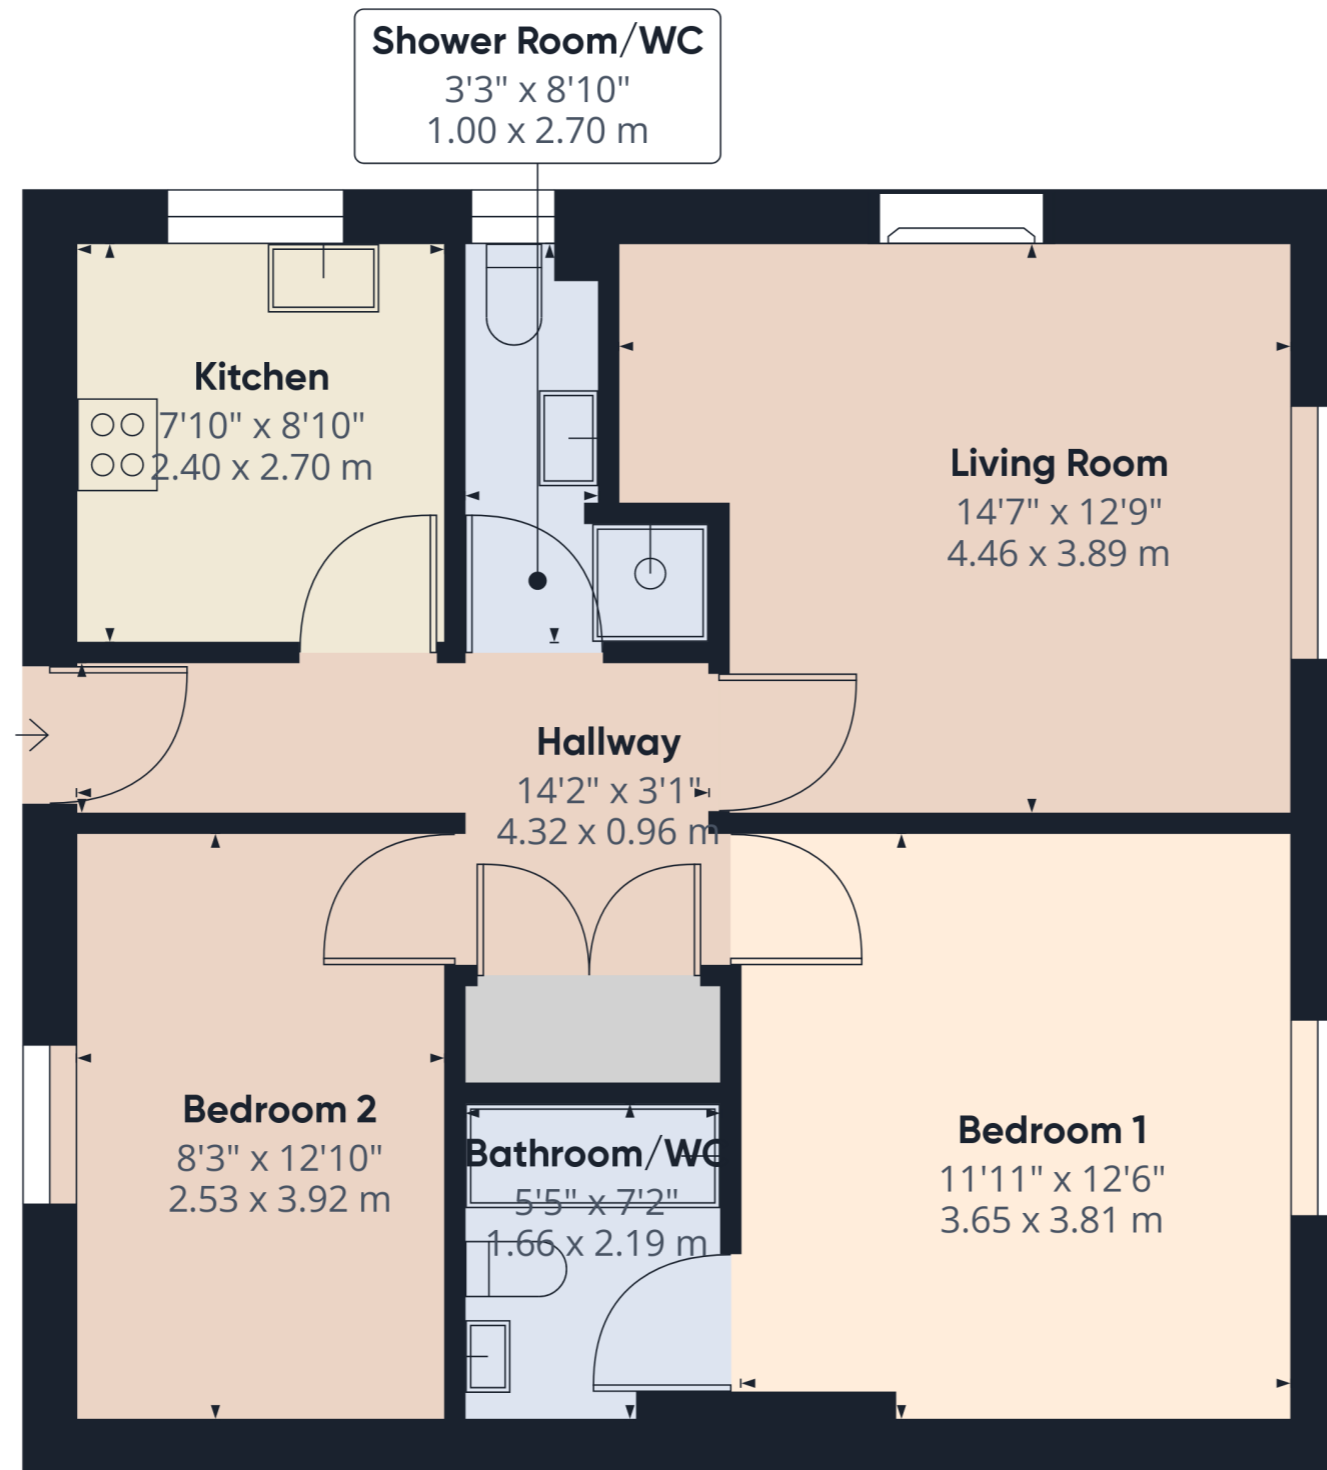 Shower Room/WC
3'3" x 8'10"
1.00 x 2.70 m
Kitchen
7'10" x 8'10"
2.40 x 2.70 m
Living Room
14'7" x 12'9"
4.46 x 3.89 m
Hallway
14'2" x 3'1"
4.32 x 0.96 m
Bedroom 2
8'3" x 12'10"
2.53 x 3.92 m
Bathroom/WC
5'5" x 7'2"
1.66 x 2.19 m
Bedroom 1
11'11" x 12'6"
3.65 x 3.81 m